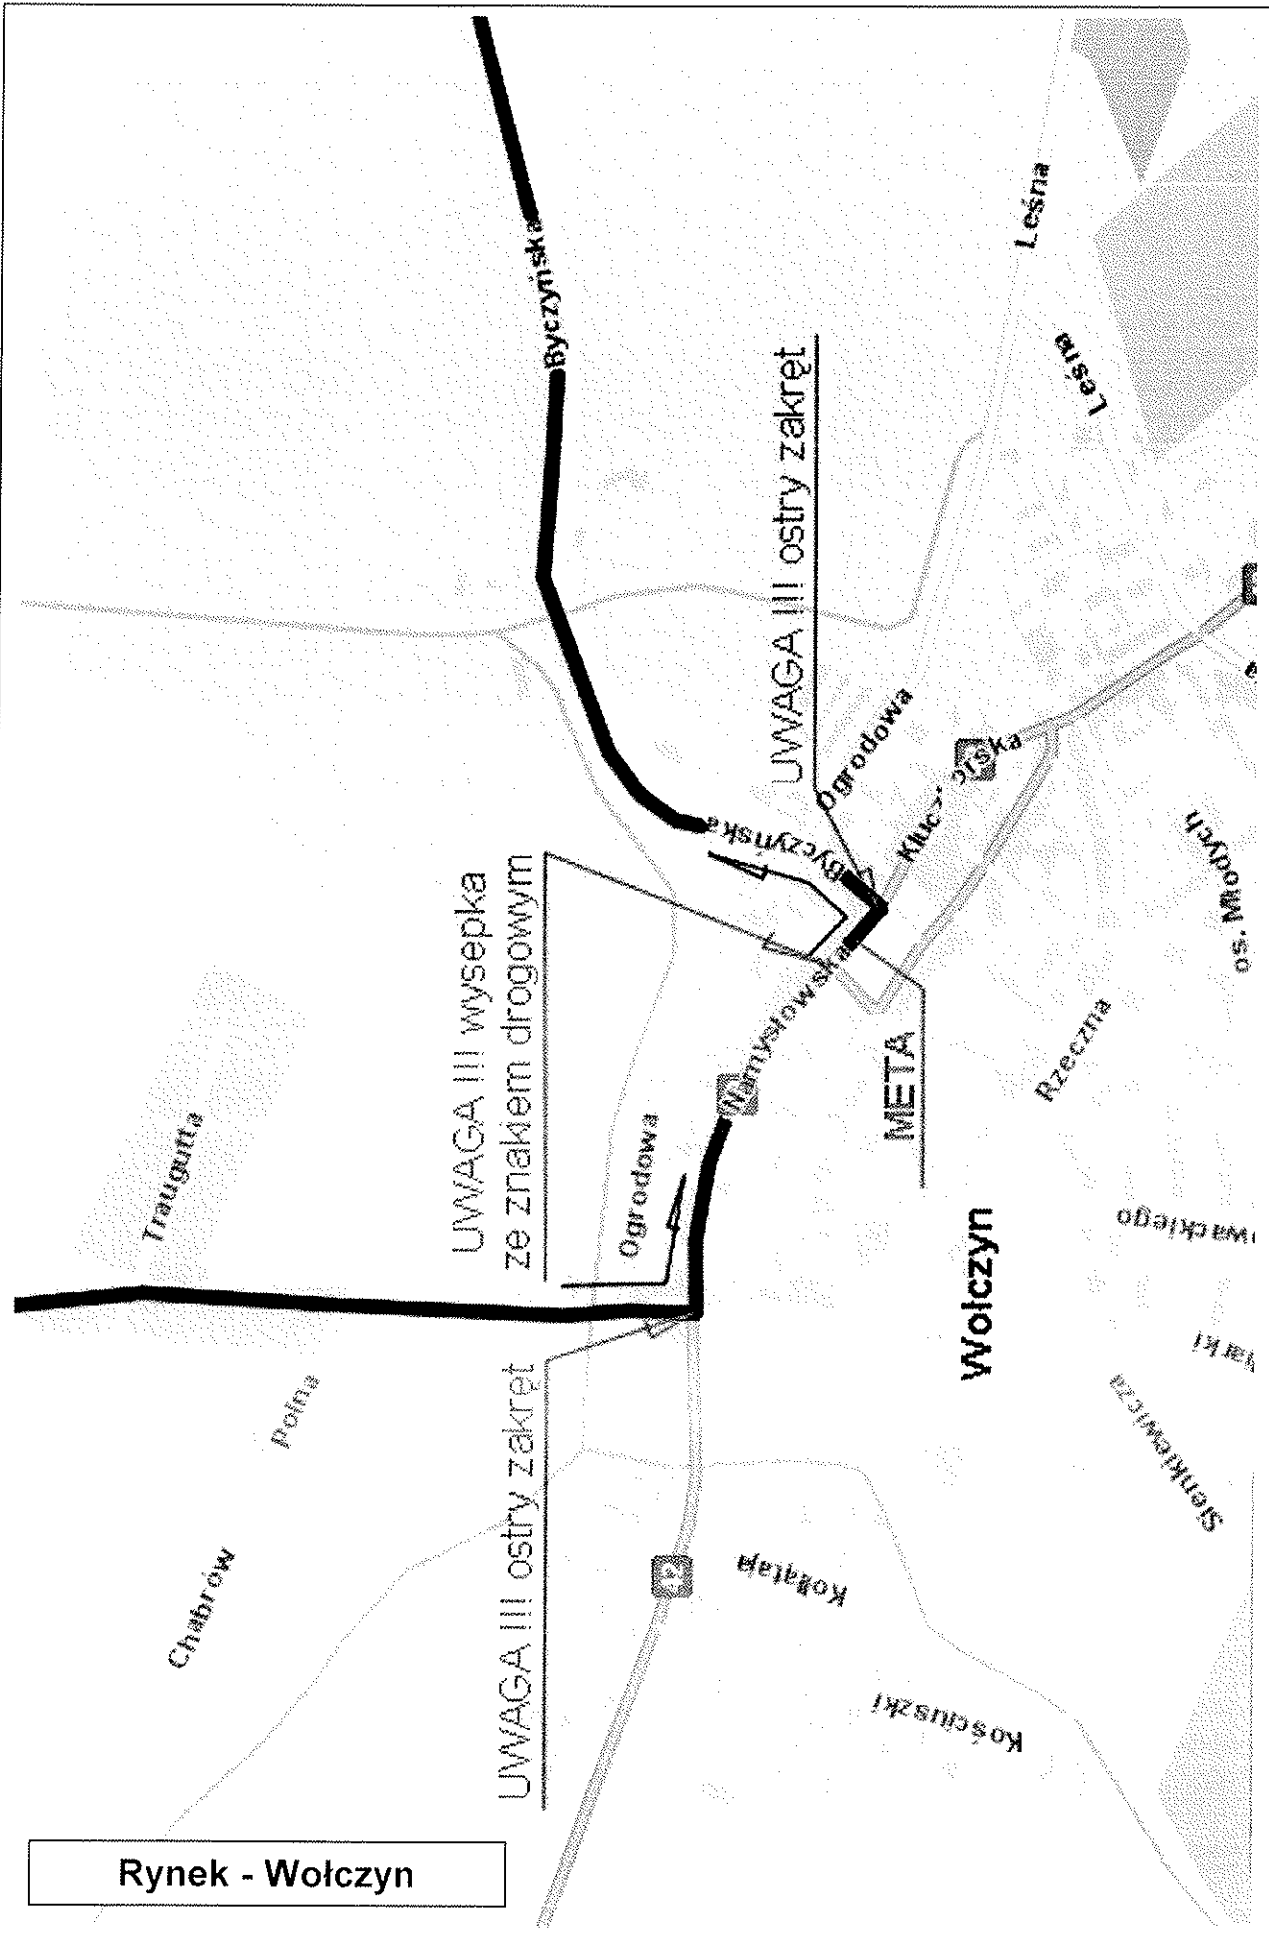 Rynek - Wołczyn
UWAGA !!! ostry zakręt
UWAGA !!! wysepka
ze znakiem drogowym
UWAGA !!! ostry zakręt
META
Wołczyn
Chabrów
Polna
Traugutta
Ogrodowa
Namysłowska
Byczyńska
Byczyńska
Ogrodowa
Leśna
Leśna
42
Kołłątaja
Kościuszki
Sienkiewicza
Rzeczna
os. Młodych